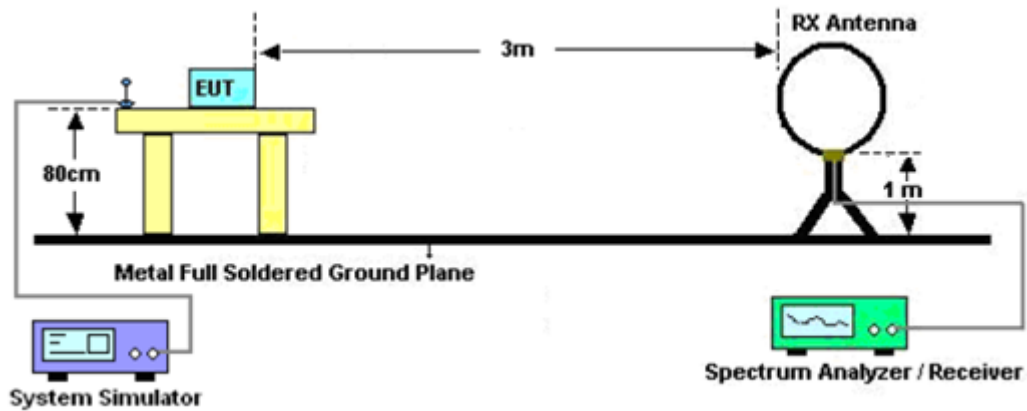 RX Antenna
3m
EUT
80cm
1 m
Metal Full Soldered Ground Plane
System Simulator
Spectrum Analyzer / Receiver